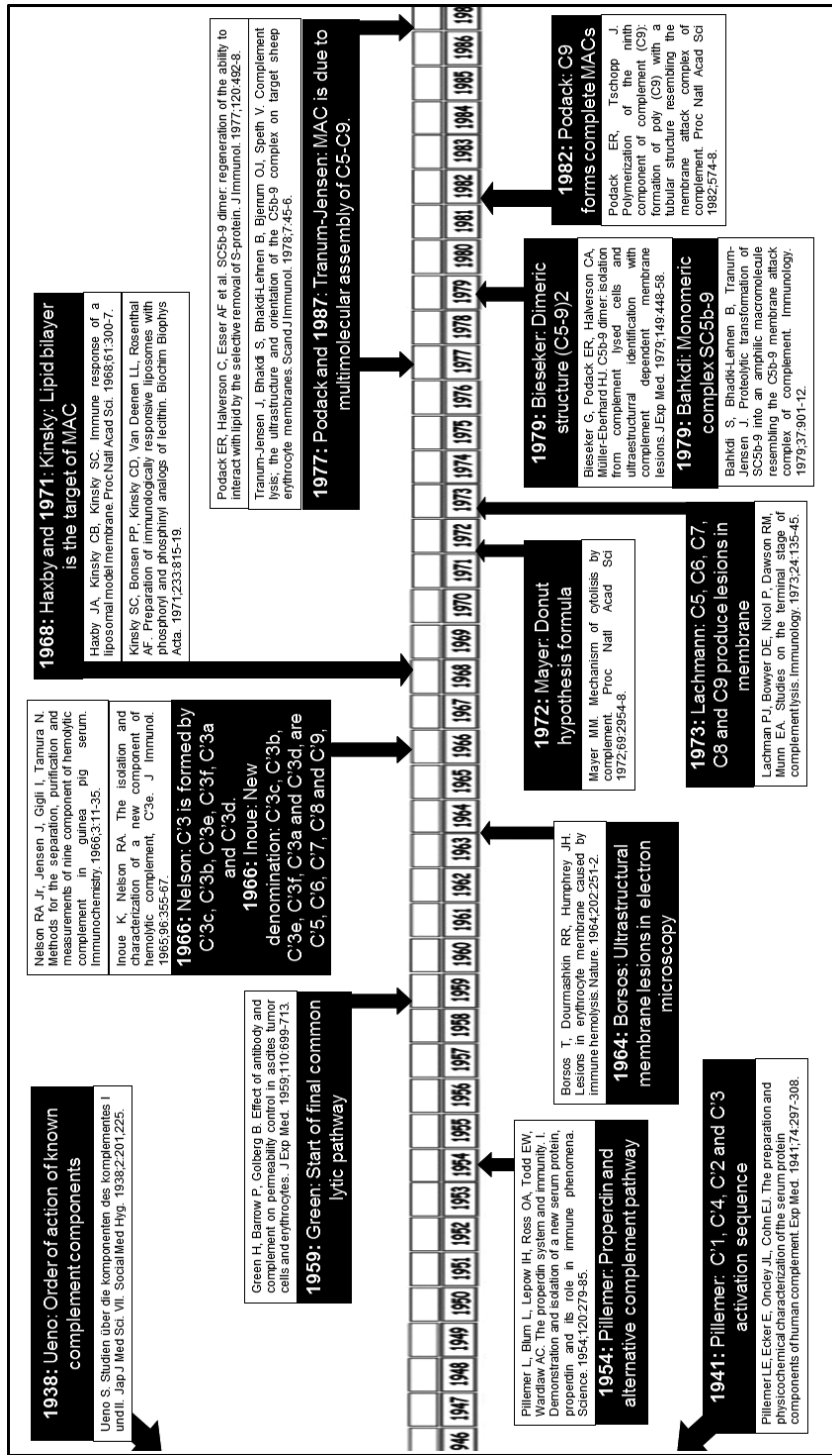 1938: Ueno: Order of action of known
complement components
Ueno S. Studien über die komponenten des komplementes I
und II. Jap J Med Sci. VII. Social Med Hyg. 1938;2:201,225.
Green H, Barrow P, Golberg B. Effect of antibody and
complement on permeability control in ascites tumor
cells and erythrocytes. J Exp Med. 1959;110:699-713.
1959: Green: Start of final common
lytic pathway
Nelson RA Jr, Jensen J, Gigli I, Tamura N.
Methods for the separation, purification and
measurements of nine component of hemolytic
complement in guinea pig serum.
Immunochemistry. 1966;3:11-35.
Inoue K, Nelson RA. The isolation and
characterization of a new component of
hemolytic complement, C'3e. J Immunol.
1965;96:355-67.
1966: Nelson: C'3 is formed by
C'3c, C'3b, C'3e, C'3f, C'3a
and C'3d.
1966: Inoue: New
denomination: C'3c, C'3b,
C'3e, C'3f, C'3a and C'3d, are
C'5, C'6, C'7, C'8 and C'9,
1968: Haxby and 1971: Kinsky: Lipid bilayer
is the target of MAC
Haxby JA, Kinsky CB, Kinsky SC. Immune response of a
liposomal model membrane. Proc Natl Acad Sci. 1968;61:300-7.
Kinsky SC, Bonsen PP, Kinsky CD, Van Deenen LL, Rosenthal
AF. Preparation of immunologically responsive liposomes with
phosphoryl and phosphinyl analogs of lecithin. Biochim Biophys
Acta. 1971;233:815-19.
Podack ER, Halverson C, Esser AF et al. SC5b-9 dimer: regeneration of the ability to
interact with lipid by the selective removal of S-protein. J Immunol. 1977;120:492-8.
Tranum-Jensen J, Bhakdi S, Bhakdi-Lehnen B, Bjerrum OJ, Speth V. Complement
lysis; the ultrastructure and orientation of the C5b-9 complex on target sheep
erythrocyte membranes. Scand J Immunol. 1978;7:45-6.
1977: Podack and 1987: Tranum-Jensen: MAC is due to
multimolecular assembly of C5-C9.
946 1947 1948 1949 1950 1951 1952 1953 1954 1955 1956 1957 1958 1959 1960 1961 1962 1963 1964 1965 1966 1967 1968 1969 1970 1971 1972 1973 1974 1975 1976 1977 1978 1979 1980 1981 1982 1983 1984 1985 1986 198
Pillemer L, Blum L, Lepow IH, Ross OA, Todd EW,
Wardlaw AC. The properdin system and immunity. I.
Demonstration and isolation of a new serum protein,
properdin and its role in immune phenomena.
Science. 1954;120:279-85.
1954: Pillemer: Properdin and
alternative complement pathway
1941: Pillemer: C'1, C'4, C'2 and C'3
activation sequence
Pillemer LE, Ecker E, Oncley JL, Cohn EJ. The preparation and
physicochemical characterization of the serum protein
components of human complement. Exp Med. 1941;74:297-308.
Borsos T, Dourmashkin RR, Humphrey JH.
Lesions in erythrocyte membrane caused by
immune hemolysis. Nature. 1964;202:251-2.
1964: Borsos: Ultrastructural
membrane lesions in electron
microscopy
1972: Mayer: Donut
hypothesis formula
Mayer MM. Mechanism of cytolisis by
complement. Proc Natl Acad Sci
1972;69:2954-8.
1973: Lachmann: C5, C6, C7,
C8 and C9 produce lesions in
membrane
Lachman PJ, Bowyer DE, Nicol P, Dawson RM,
Munn EA. Studies on the terminal stage of
complement lysis. Immunology. 1973;24:135-45.
1979: Bieseker: Dimeric
structure (C5-9)2
Bieseker G, Podack ER, Halverson CA,
Müller-Eberhard HJ. C5b-9 dimer: isolation
from complement lysed cells and
ultraestructural identification with
complement dependent membrane
lesions. J Exp Med. 1979;149:448-58.
1979: Bahkdi: Monomeric
complex SC5b-9
Bahkdi S, Bhadki-Lehnen B, Tranum-
Jensen J. Proteolytic transformation of
SC5b-9 into an amphilic macromolecule
resembling the C5b-9 membrane attack
complex of complement. Immunology.
1979;37:901-12.
1982: Podack: C9
forms complete MACs
Podack ER, Tschopp J.
Polymerization of the ninth
component of complement (C9):
formation of poly (C9) with a
tubular structure resembling the
membrane attack complex of
complement. Proc Natl Acad Sci
1982;574-8.